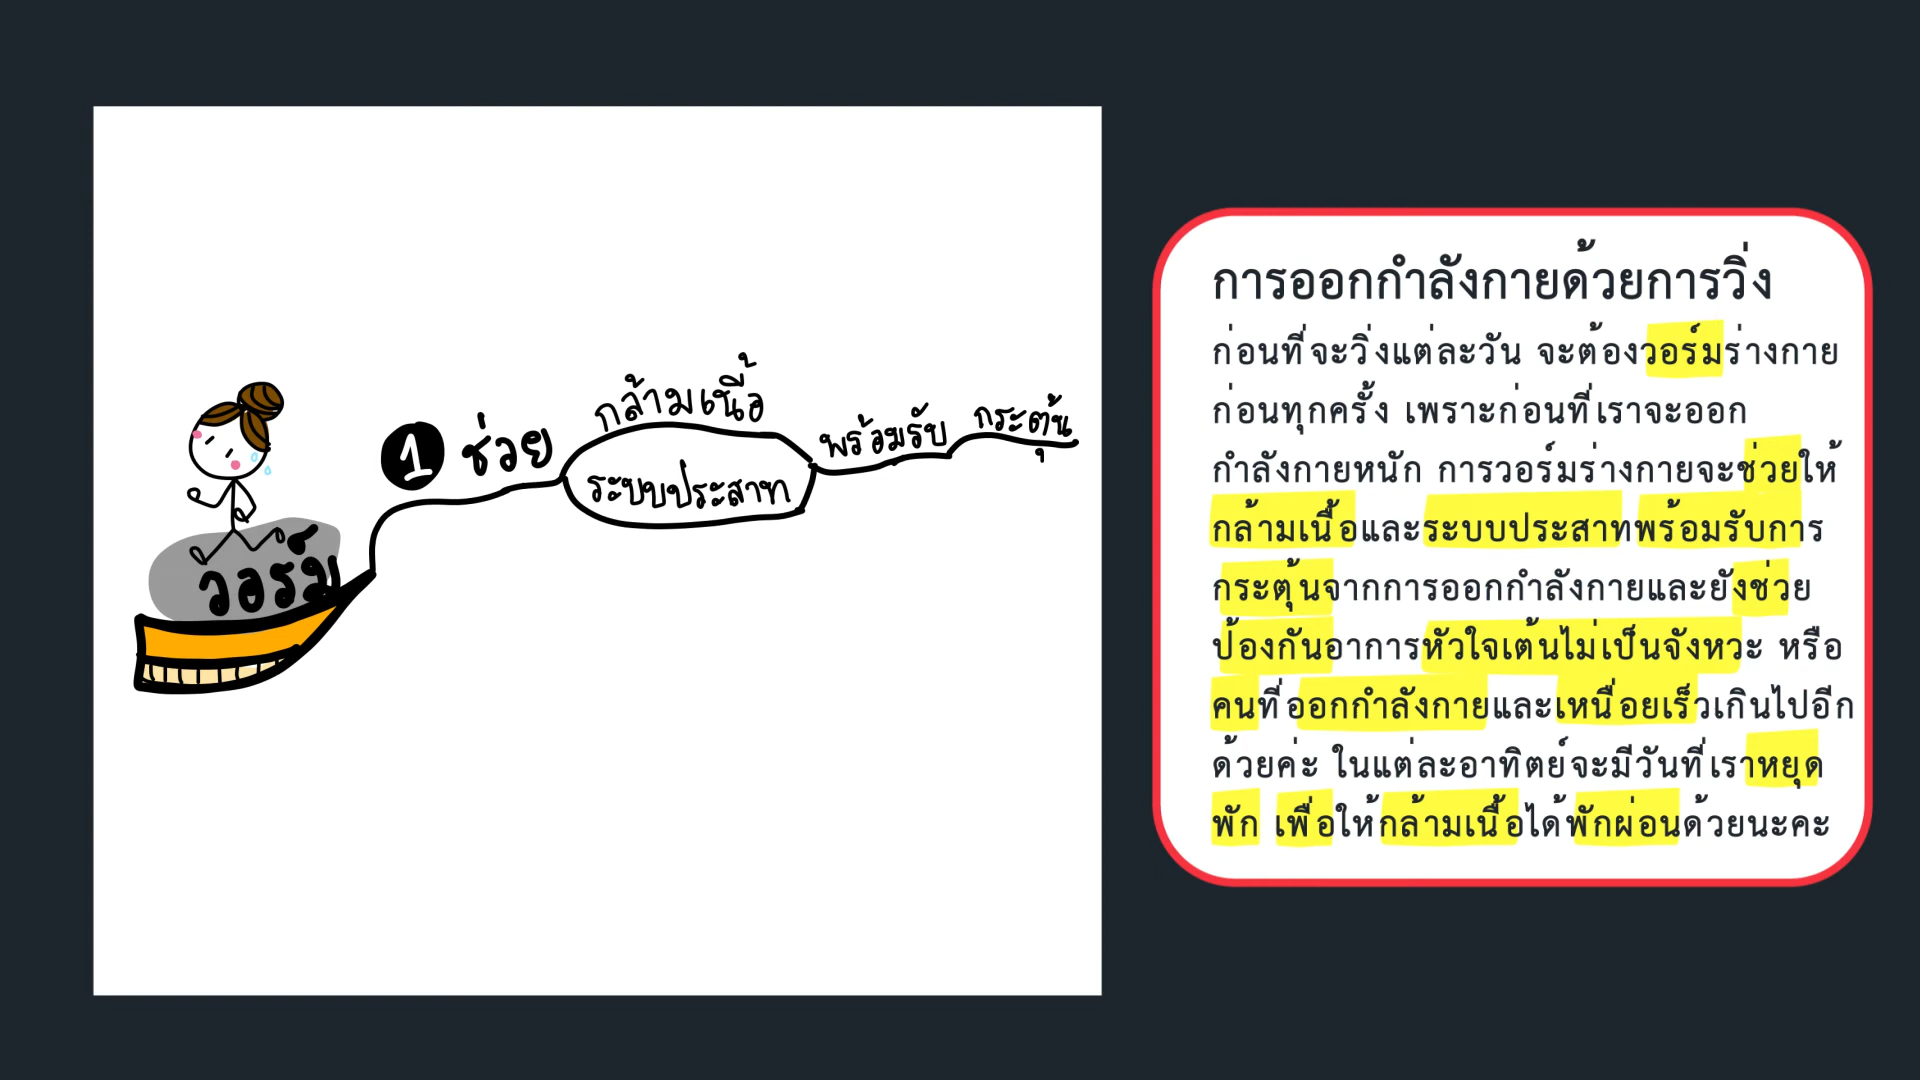 กล้ามเนื้อ
1 ช่วย
ระบบประสาท
พร้อมรับ
กระตุ้น
วอร์ม
การออกกำลังกายด้วยการวิ่ง
ก่อนที่จะวิ่งแต่ละวัน จะต้องวอร์มร่างกาย
ก่อนทุกครั้ง เพราะก่อนที่เราจะออก
กำลังกายหนัก การวอร์มร่างกายจะช่วยให้
กล้ามเนื้อและระบบประสาทพร้อมรับการ
กระตุ้นจากการออกกำลังกายและยังช่วย
ป้องกันอาการหัวใจเต้นไม่เป็นจังหวะ หรือ
คนที่ออกกำลังกายและเหนื่อยเร็วเกินไปอีก
ด้วยค่ะ ในแต่ละอาทิตย์จะมีวันที่เราหยุด
พัก เพื่อให้กล้ามเนื้อได้พักผ่อนด้วยนะคะ